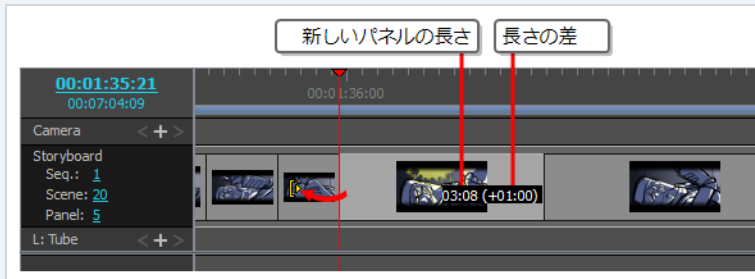 新しいパネルの長さ
長さの差
00:01:35:21
00:07:04:09
00:01:36:00
Camera
Storyboard
Seq.: 1
Scene: 20
Panel: 5
03:08 (+01:00)
L: Tube